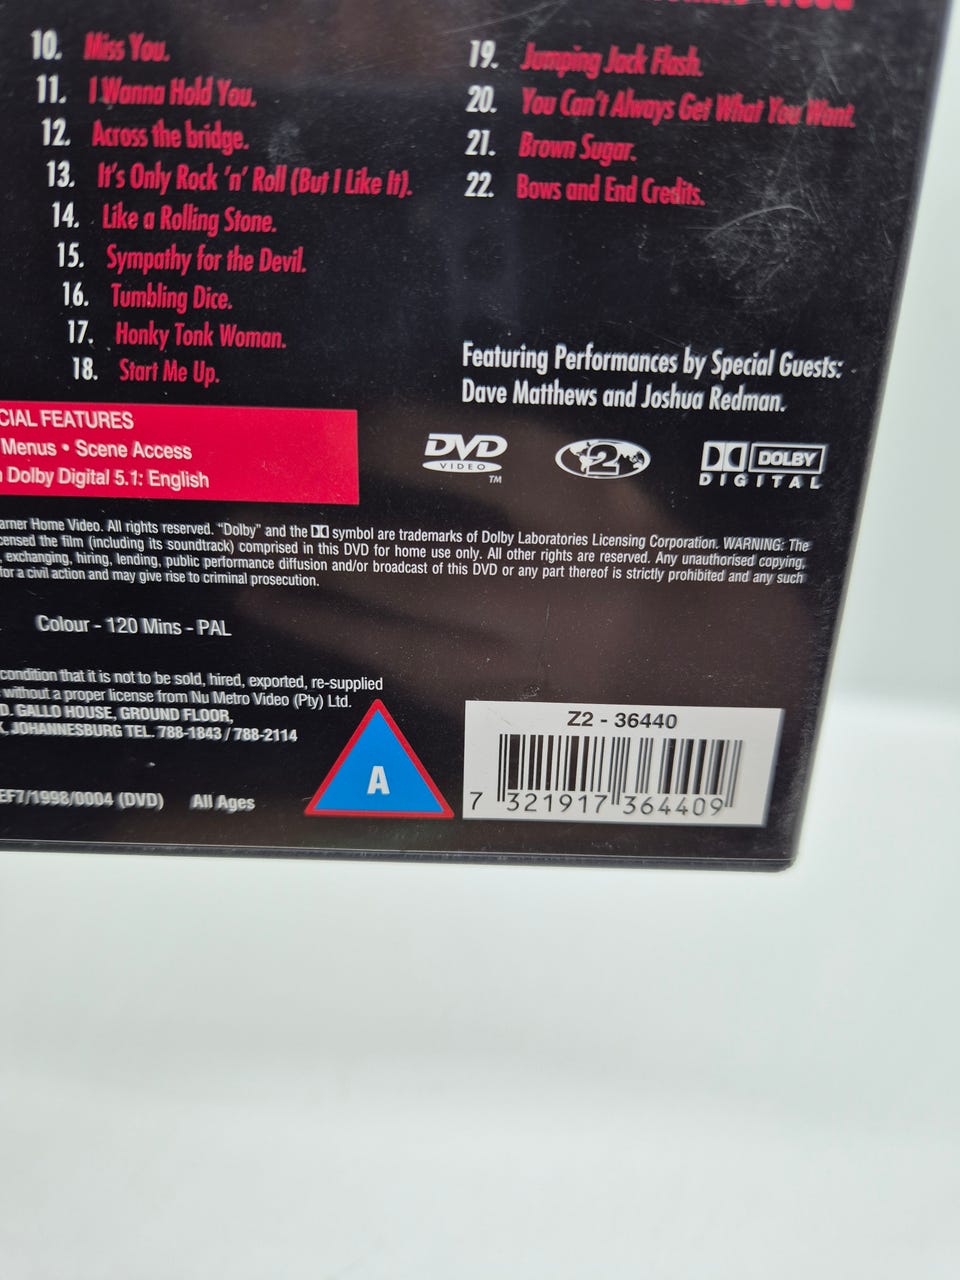 10. Miss You.
11. I Wanna Hold You.
12. Across the bridge.
13. It's Only Rock 'n' Roll (But I Like It).
14. Like a Rolling Stone.
15. Sympathy for the Devil.
16. Tumbling Dice.
17. Honky Tonk Woman.
18. Start Me Up.
19. Jumping Jack Flash.
20. You Can't Always Get What You Want.
21. Brown Sugar.
22. Bows and End Credits.
Featuring Performances by Special Guests:
Dave Matthews and Joshua Redman.
CIAL FEATURES
Menus • Scene Access
Dolby Digital 5.1: English
DVD
VIDEO
TM
2
DOLBY
DIGITAL
arner Home Video. All rights reserved. "Dolby" and the symbol are trademarks of Dolby Laboratories Licensing Corporation. WARNING: The
censed the film (including its soundtrack) comprised in this DVD for home use only. All other rights are reserved. Any unauthorised copying,
, exchanging, hiring, lending, public performance diffusion and/or broadcast of this DVD or any part thereof is strictly prohibited and any such
for a civil action and may give rise to criminal prosecution.
Colour - 120 Mins - PAL
condition that it is not to be sold, hired, exported, re-supplied
without a proper license from Nu Metro Video (Pty) Ltd.
D. GALLO HOUSE, GROUND FLOOR,
K, JOHANNESBURG TEL. 788-1843 / 788-2114
EF7/1998/0004 (DVD) All Ages
A
Z2 - 36440
7 321917 364409